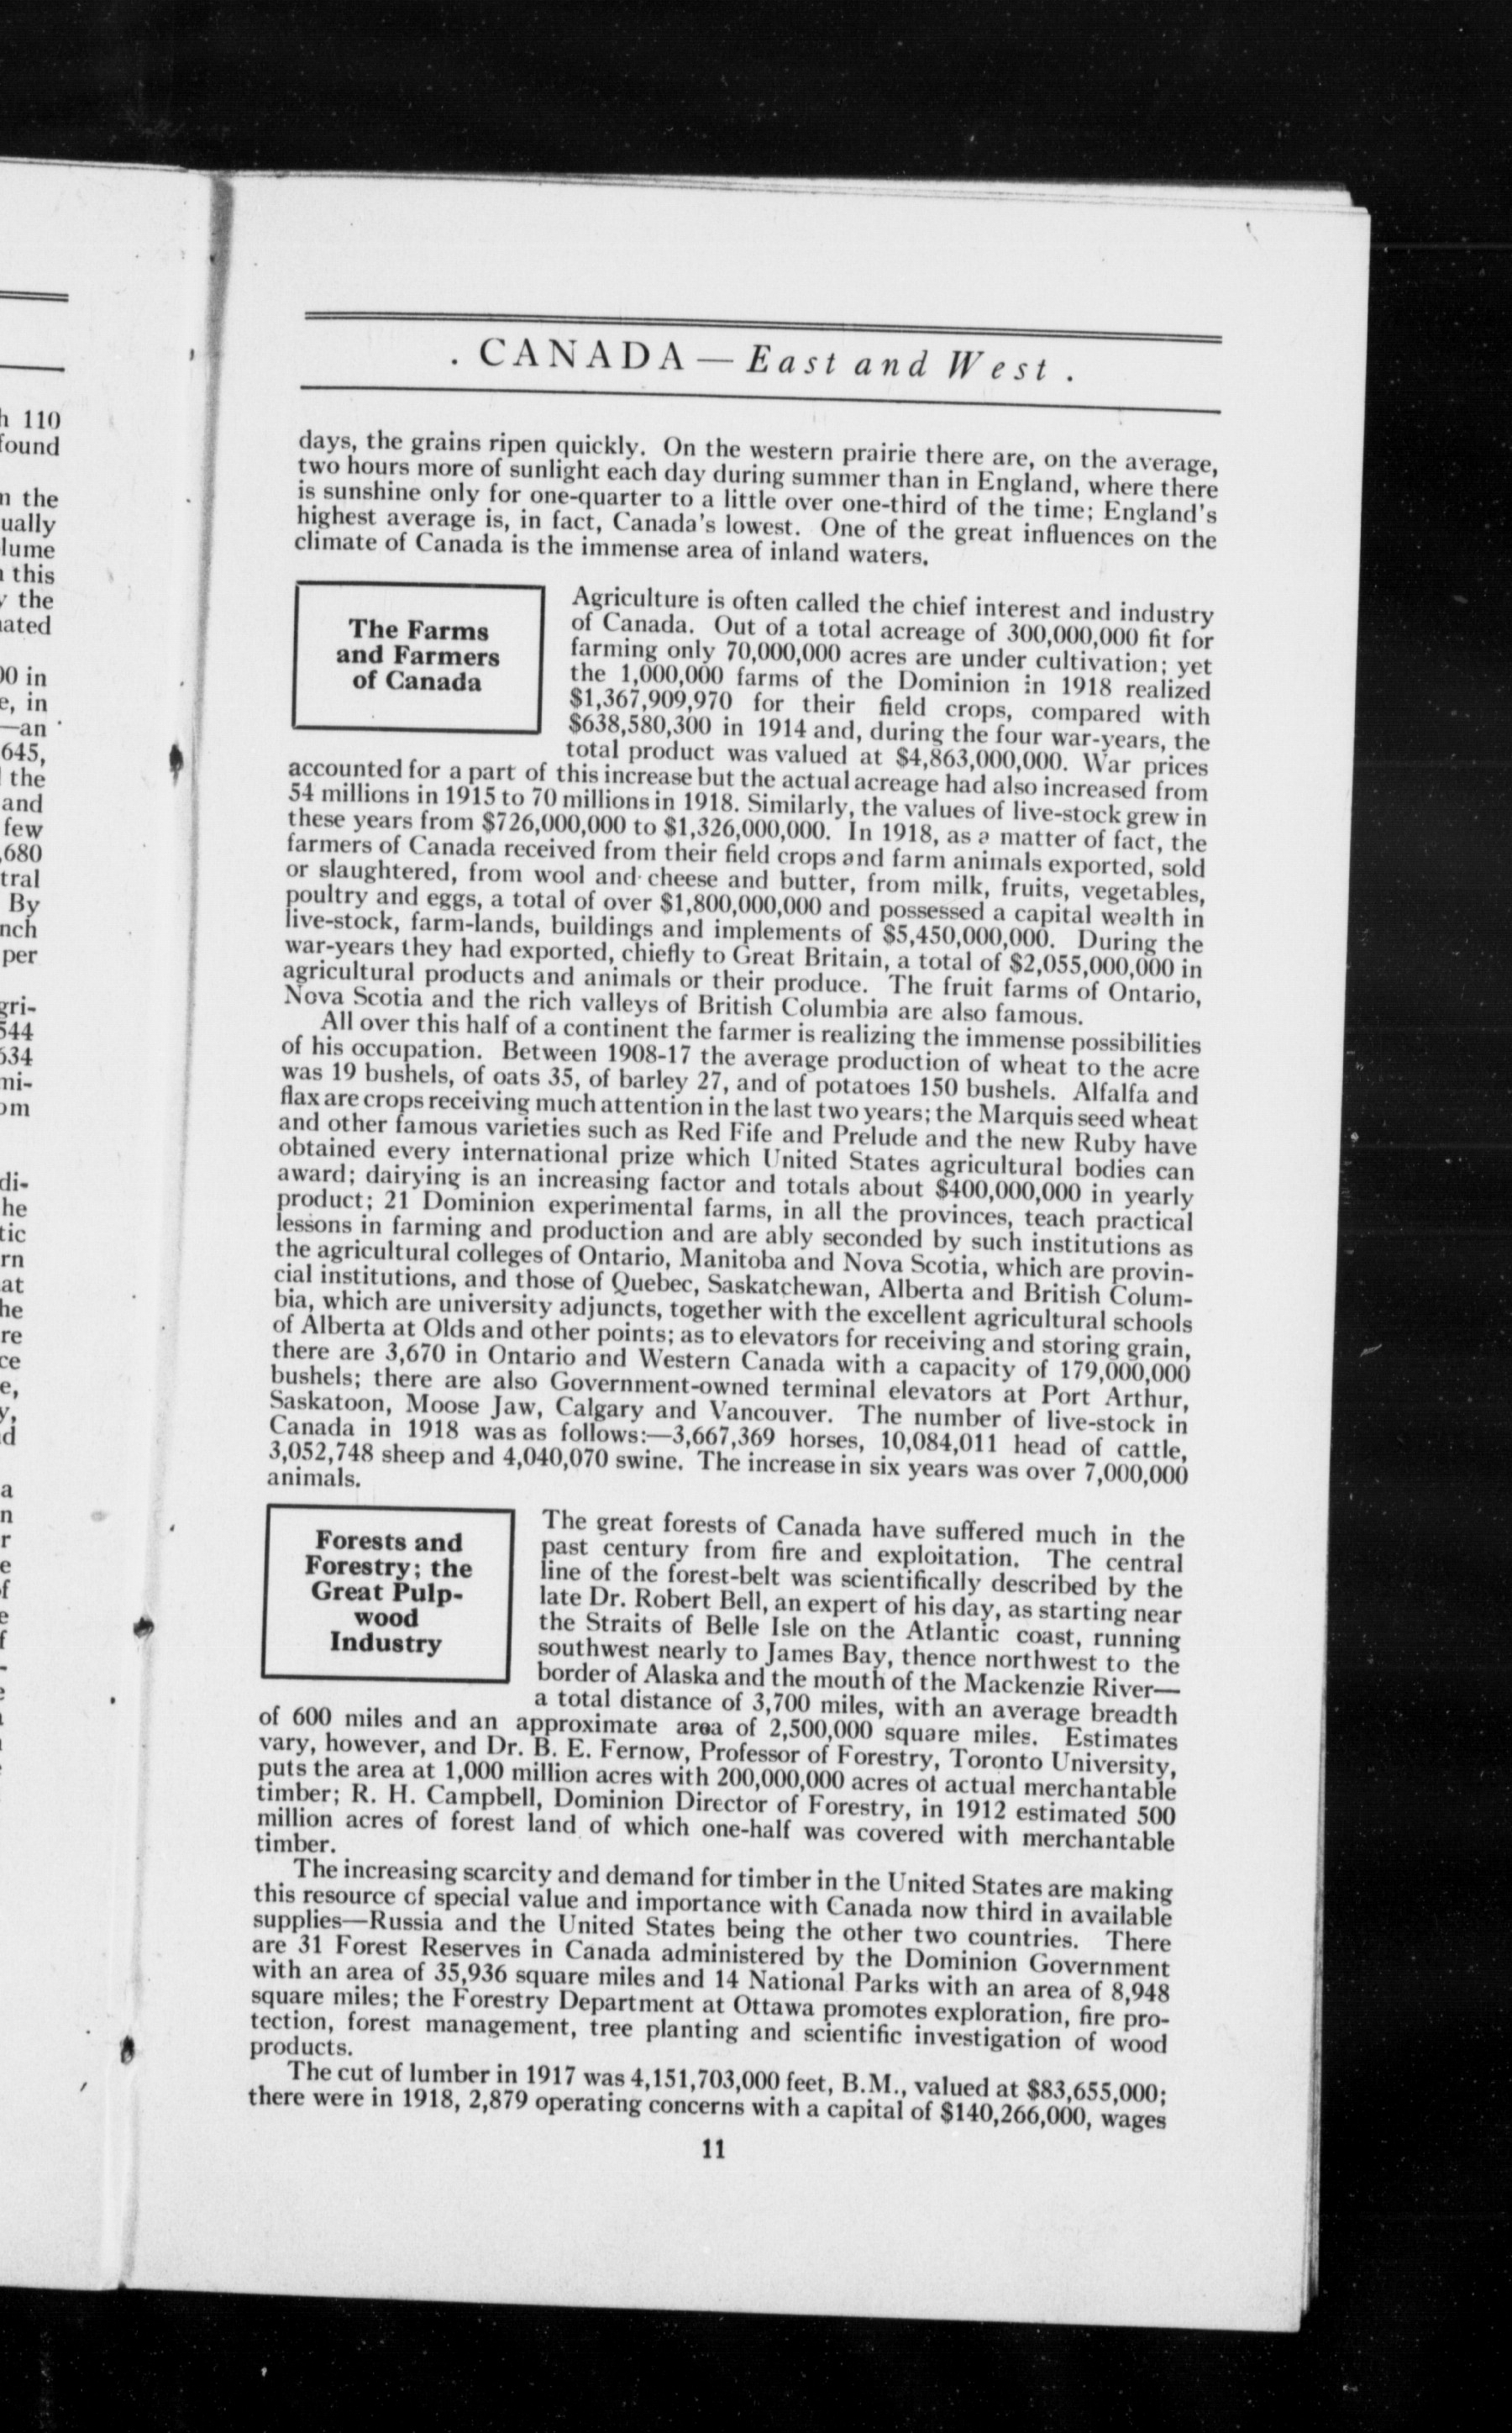 h 110
found
n the
ually
lume
this
the
ated
00 in
e, in
—an
645,
the
and
few
,680
tral
By
nch
per
gri-
544
634
mi-
om
di-
he
tic
rn
at
he
re
ce
e,
y,
d
a
n
r
e
f
e
f
. CANADA — East and West .
days, the grains ripen quickly. On the western prairie there are, on the average,
two hours more of sunlight each day during summer than in England, where there
is sunshine only for one-quarter to a little over one-third of the time; England's
highest average is, in fact, Canada's lowest. One of the great influences on the
climate of Canada is the immense area of inland waters.
The Farms
and Farmers
of Canada
Agriculture is often called the chief interest and industry
of Canada. Out of a total acreage of 300,000,000 fit for
farming only 70,000,000 acres are under cultivation; yet
the 1,000,000 farms of the Dominion in 1918 realized
$1,367,909,970 for their field crops, compared with
$638,580,300 in 1914 and, during the four war-years, the
total product was valued at $4,863,000,000. War prices
accounted for a part of this increase but the actual acreage had also increased from
54 millions in 1915 to 70 millions in 1918. Similarly, the values of live-stock grew in
these years from $726,000,000 to $1,326,000,000. In 1918, as a matter of fact, the
farmers of Canada received from their field crops and farm animals exported, sold
or slaughtered, from wool and cheese and butter, from milk, fruits, vegetables,
poultry and eggs, a total of over $1,800,000,000 and possessed a capital wealth in
live-stock, farm-lands, buildings and implements of $5,450,000,000. During the
war-years they had exported, chiefly to Great Britain, a total of $2,055,000,000 in
agricultural products and animals or their produce. The fruit farms of Ontario,
Nova Scotia and the rich valleys of British Columbia are also famous.
All over this half of a continent the farmer is realizing the immense possibilities
of his occupation. Between 1908-17 the average production of wheat to the acre
was 19 bushels, of oats 35, of barley 27, and of potatoes 150 bushels. Alfalfa and
flax are crops receiving much attention in the last two years; the Marquis seed wheat
and other famous varieties such as Red Fife and Prelude and the new Ruby have
obtained every international prize which United States agricultural bodies can
award; dairying is an increasing factor and totals about $400,000,000 in yearly
product; 21 Dominion experimental farms, in all the provinces, teach practical
lessons in farming and production and are ably seconded by such institutions as
the agricultural colleges of Ontario, Manitoba and Nova Scotia, which are provin-
cial institutions, and those of Quebec, Saskatchewan, Alberta and British Colum-
bia, which are university adjuncts, together with the excellent agricultural schools
of Alberta at Olds and other points; as to elevators for receiving and storing grain,
there are 3,670 in Ontario and Western Canada with a capacity of 179,000,000
bushels; there are also Government-owned terminal elevators at Port Arthur,
Saskatoon, Moose Jaw, Calgary and Vancouver. The number of live-stock in
Canada in 1918 was as follows:—3,667,369 horses, 10,084,011 head of cattle,
3,052,748 sheep and 4,040,070 swine. The increase in six years was over 7,000,000
animals.
Forests and
Forestry; the
Great Pulp-
wood
Industry
The great forests of Canada have suffered much in the
past century from fire and exploitation. The central
line of the forest-belt was scientifically described by the
late Dr. Robert Bell, an expert of his day, as starting near
the Straits of Belle Isle on the Atlantic coast, running
southwest nearly to James Bay, thence northwest to the
border of Alaska and the mouth of the Mackenzie River—
a total distance of 3,700 miles, with an average breadth
of 600 miles and an approximate area of 2,500,000 square miles. Estimates
vary, however, and Dr. B. E. Fernow, Professor of Forestry, Toronto University,
puts the area at 1,000 million acres with 200,000,000 acres of actual merchantable
timber; R. H. Campbell, Dominion Director of Forestry, in 1912 estimated 500
million acres of forest land of which one-half was covered with merchantable
timber.
The increasing scarcity and demand for timber in the United States are making
this resource of special value and importance with Canada now third in available
supplies—Russia and the United States being the other two countries. There
are 31 Forest Reserves in Canada administered by the Dominion Government
with an area of 35,936 square miles and 14 National Parks with an area of 8,948
square miles; the Forestry Department at Ottawa promotes exploration, fire pro-
tection, forest management, tree planting and scientific investigation of wood
products.
The cut of lumber in 1917 was 4,151,703,000 feet, B.M., valued at $83,655,000;
there were in 1918, 2,879 operating concerns with a capital of $140,266,000, wages
11